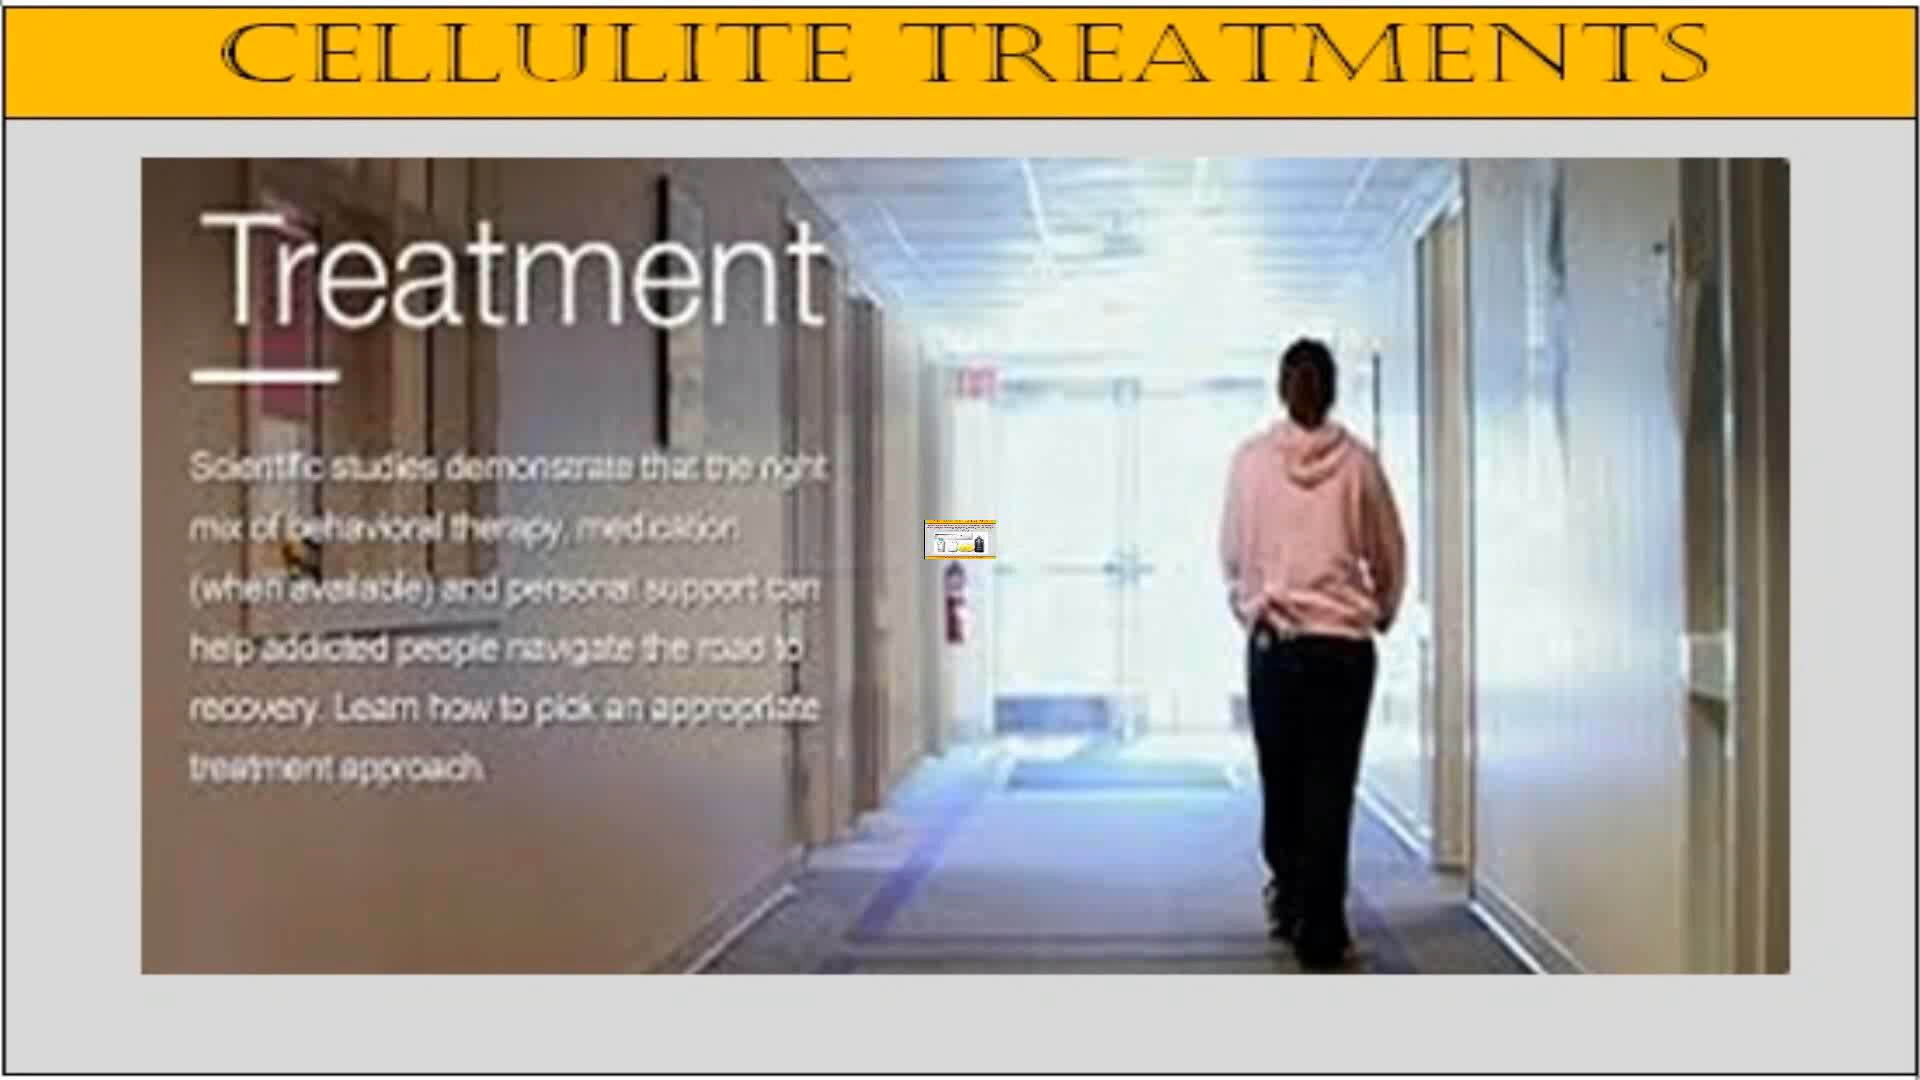 CELLULITE TREATMENTS
Treatment
Scientific studies demonstrate that the right
mix of behavioral therapy, medication
(when available) and personal support can
help addicted people navigate the road to
recovery. Learn how to pick an appropriate
treatment approach.